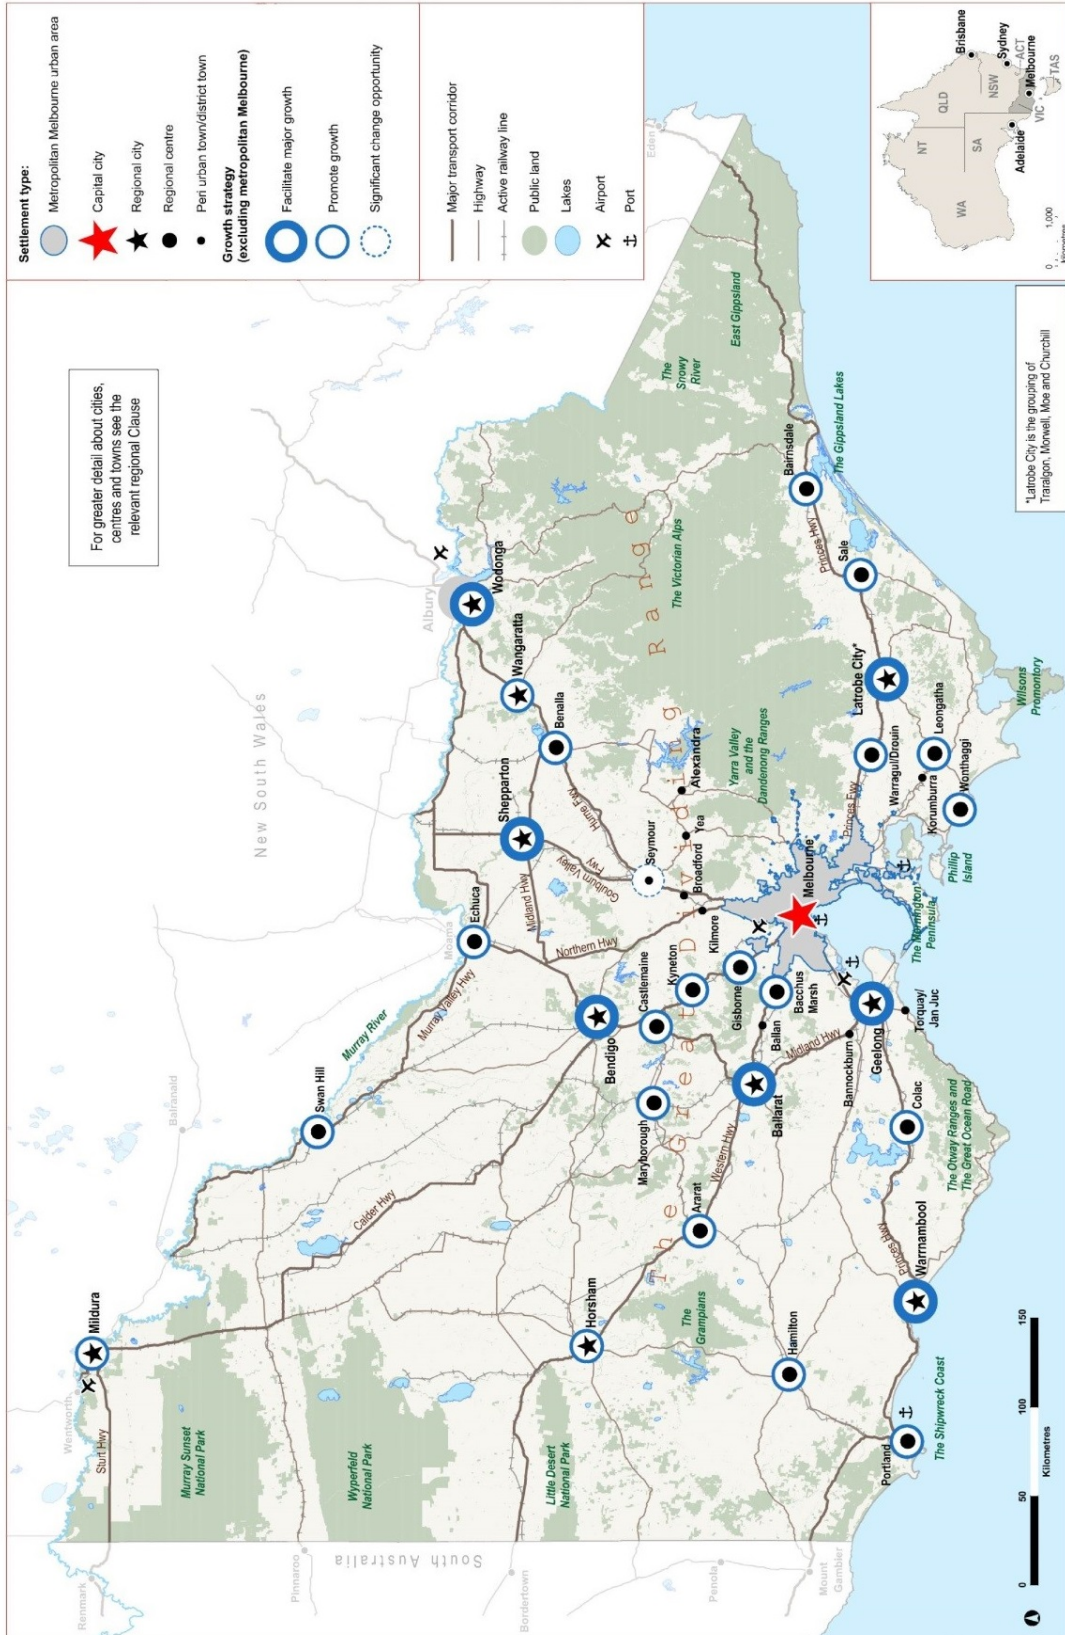 For greater detail about cities,
centres and towns see the
relevant regional Clause
Settlement type:
Metropolitan Melbourne urban area
Capital city
Regional city
Regional centre
Peri urban town/district town
Growth strategy
(excluding metropolitan Melbourne)
Facilitate major growth
Promote growth
Significant change opportunity
Major transport corridor
Highway
Active railway line
Public land
Lakes
Airport
Port
Renmark
Wentworth
Mildura
Sturt Hwy
Murray Sunset
National Park
Balranald
Murray River
Swan Hill
New South Wales
Pinnaroo
Wyperfeld
National Park
Calder Hwy
Murray Valley Hwy
Moama
Echuca
Albury
Wodonga
Shepparton
Wangaratta
Midland Hwy
Benalla
Hume Fwy
Goulburn Valley
Fwy
Northern Hwy
South Australia
Bordertown
Little Desert
National Park
Horsham
Bendigo
Castlemaine
Maryborough
Kyneton
Seymour
Broadford
Yea
Alexandra
Kilmore
The Great Dividing Range
The Victorian Alps
The
Snowy
River
East Gippsland
Eden
Penola
The
Grampians
Ararat
Western Hwy
Gisborne
Ballarat
Ballan
Bacchus
Marsh
Yarra Valley
and the
Dandenong Ranges
Melbourne
Mount
Gambier
Hamilton
Midland Hwy
Bannockburn
Geelong
Princes Fwy
Warragul/Drouin
Latrobe City*
Princes Hwy
Sale
Bairnsdale
The Gippsland Lakes
Portland
Warrnambool
Princes Hwy
Colac
Torquay/
Jan Juc
The Mornington
Peninsula
Phillip
Island
Korumburra
Leongatha
Wonthaggi
Wilsons
Promontory
The Shipwreck Coast
The Otway Ranges and
The Great Ocean Road
0
50
100
150
Kilometres
*Latrobe City is the grouping of
Traralgon, Morwell, Moe and Churchill
NT
QLD
Brisbane
WA
SA
NSW
Sydney
ACT
Adelaide
VIC
Melbourne
TAS
0
1,000
Kilometres